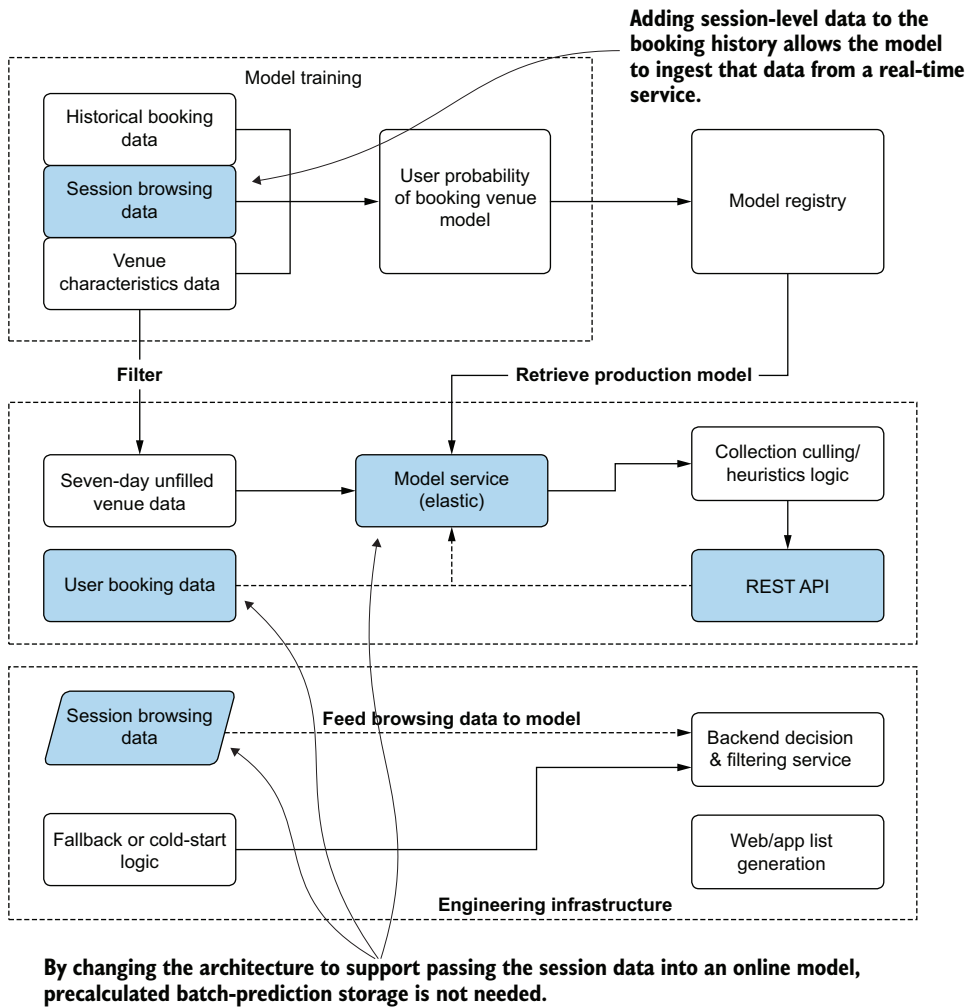 Adding session-level data to the
booking history allows the model
to ingest that data from a real-time
service.
Model training
Historical booking
data
Session browsing
data
Venue
characteristics data
User probability
of booking venue
model
Model registry
Filter
Retrieve production model
Seven-day unfilled
venue data
Model service
(elastic)
Collection culling/
heuristics logic
User booking data
REST API
Session browsing
data
Feed browsing data to model
Backend decision
& filtering service
Fallback or cold-start
logic
Web/app list
generation
Engineering infrastructure
By changing the architecture to support passing the session data into an online model,
precalculated batch-prediction storage is not needed.